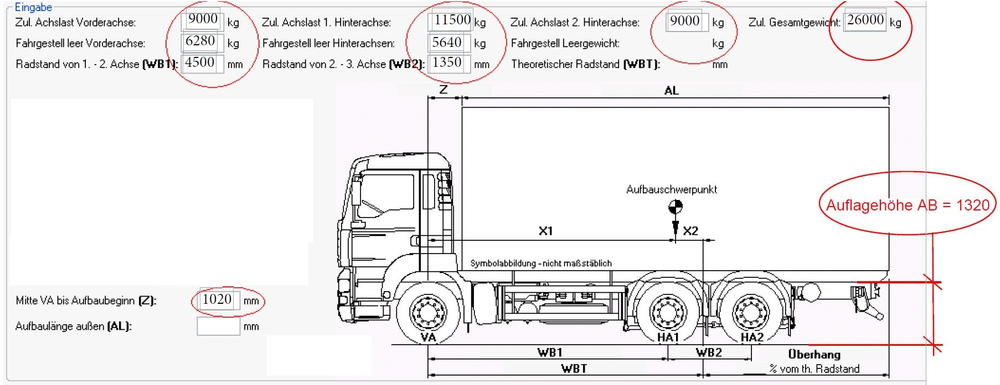 Eingabe
Zul. Achslast Vorderachse: 9000 kg Zul. Achslast 1. Hinterachse: 11500 kg Zul. Achslast 2. Hinterachse: 9000 kg Zul. Gesamtgewicht: 26000 kg
Fahrgestell leer Vorderachse: 6280 kg Fahrgestell leer Hinterachsen: 5640 kg Fahrgestell Leergewicht: kg
Radstand von 1. - 2. Achse (WB1): 4500 mm Radstand von 2. - 3. Achse (WB2): 1350 mm Theoretischer Radstand (WBT): mm
Z AL
Aufbauschwerpunkt
Auflagehöhe AB = 1320
X1 X2
Symbolabbildung - nicht maßstäblich
Mitte VA bis Aufbaubeginn (Z): 1020 mm
Aufbaulänge außen (AL): mm
VA HA1 HA2
WB1 WB2 Überhang
WBT % vom th. Radstand